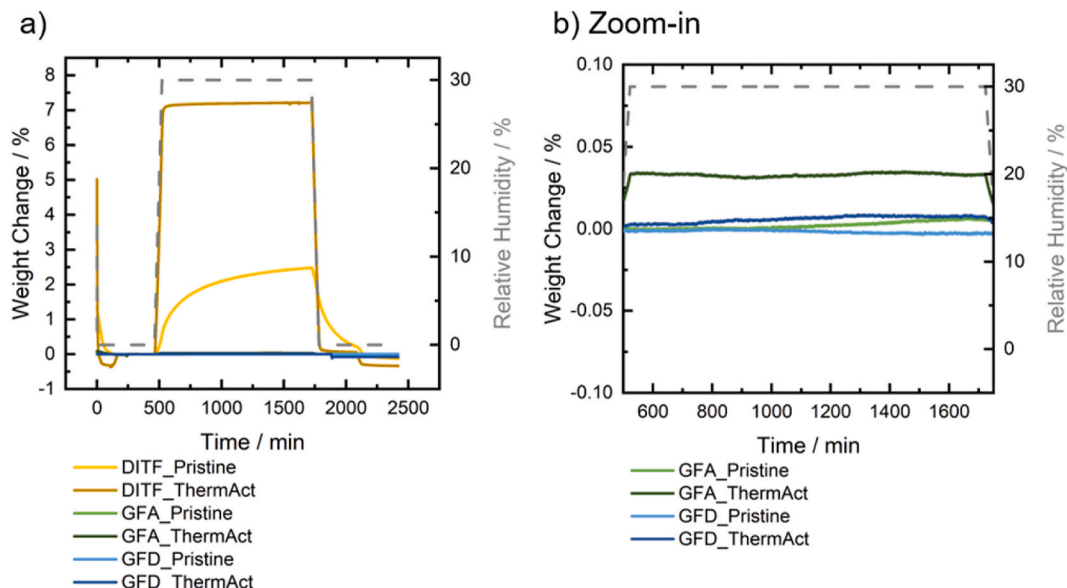 a)
b) Zoom-in
8
7
6
5
4
3
2
1
0
-1
Weight Change / %
30
20
10
0
Relative Humidity / %
0
500
1000
1500
2000
2500
Time / min
DITF_Pristine
DITF_ThermAct
GFA_Pristine
GFA_ThermAct
GFD_Pristine
GFD_ThermAct
0.10
0.05
0.00
-0.05
-0.10
Weight Change / %
30
20
10
0
Relative Humidity / %
600
800
1000
1200
1400
1600
Time / min
GFA_Pristine
GFA_ThermAct
GFD_Pristine
GFD_ThermAct